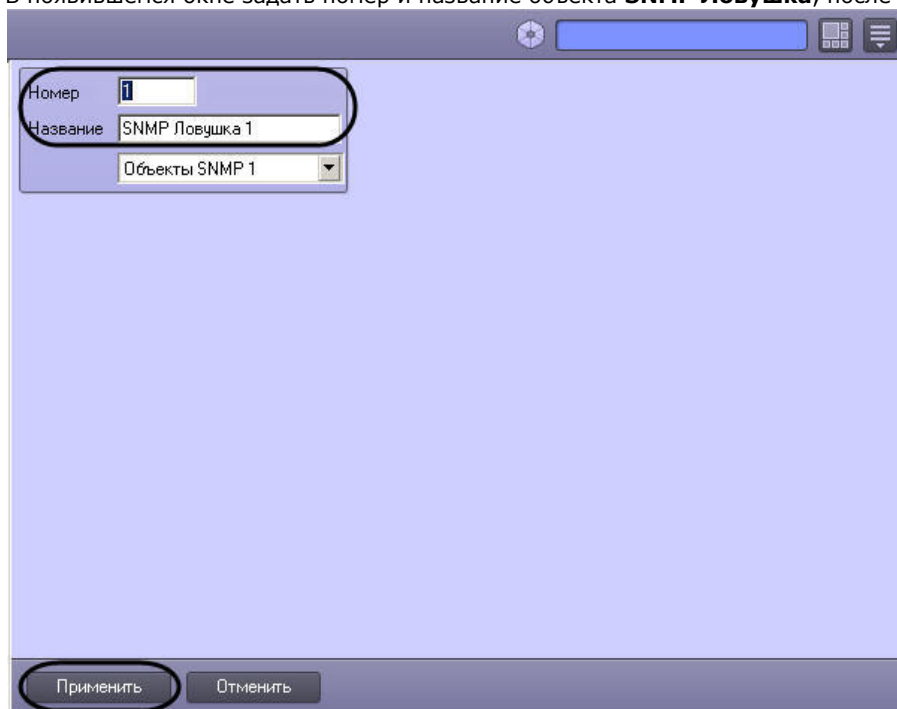 В появившемся окне задать номер и название объекта SNMP Ловушка, после
Номер 1
Название SNMP Ловушка 1
Объекты SNMP 1
Применить Отменить